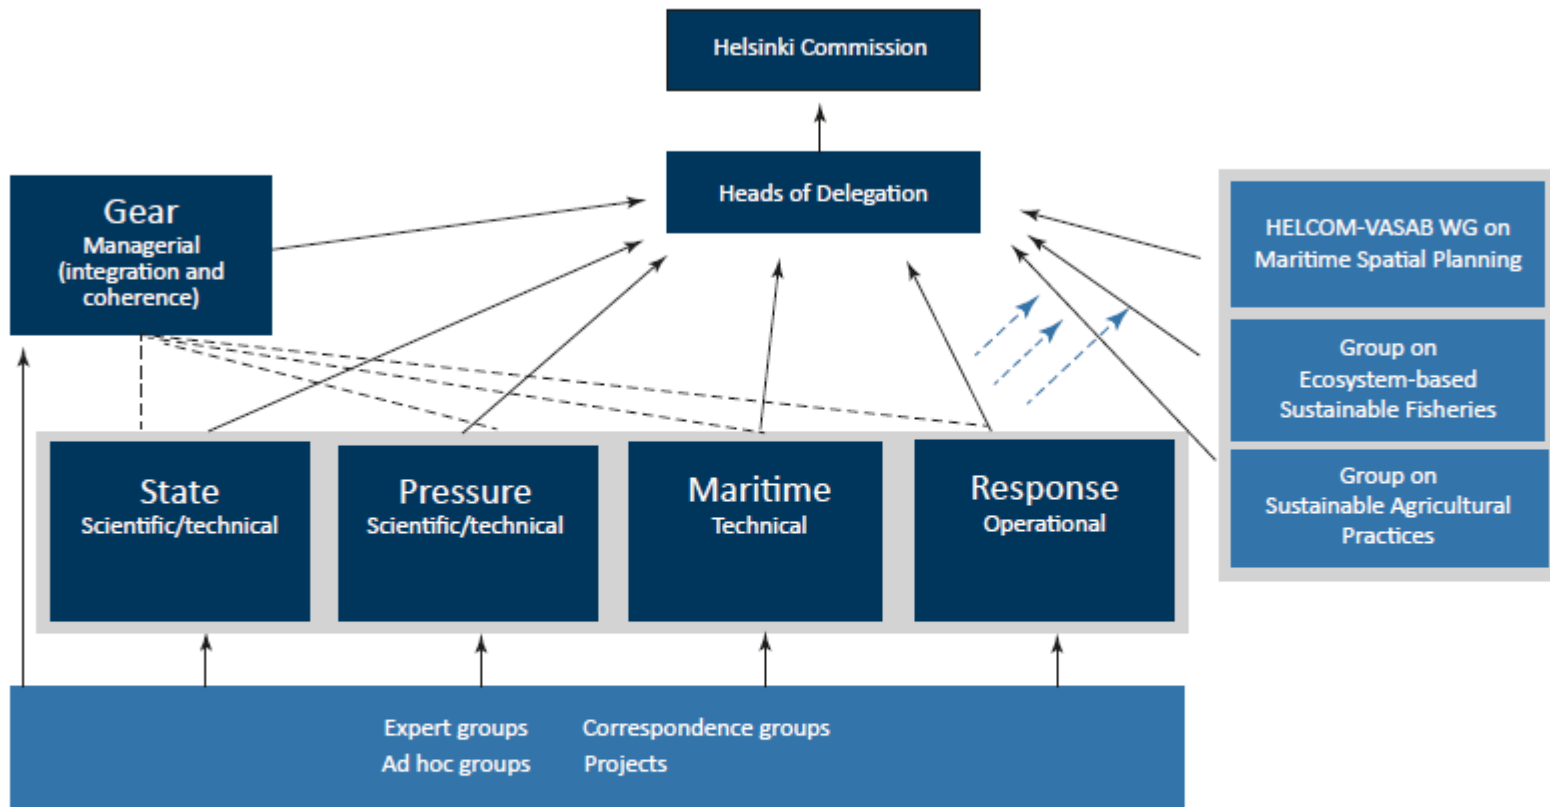 Helsinki Commission
Heads of Delegation
Gear
Managerial
(integration and
coherence)
HELCOM-VASAB WG on
Maritime Spatial Planning
Group on
Ecosystem-based
Sustainable Fisheries
Group on
Sustainable Agricultural
Practices
State
Scientific/technical
Pressure
Scientific/technical
Maritime
Technical
Response
Operational
Expert groups
Correspondence groups
Ad hoc groups
Projects